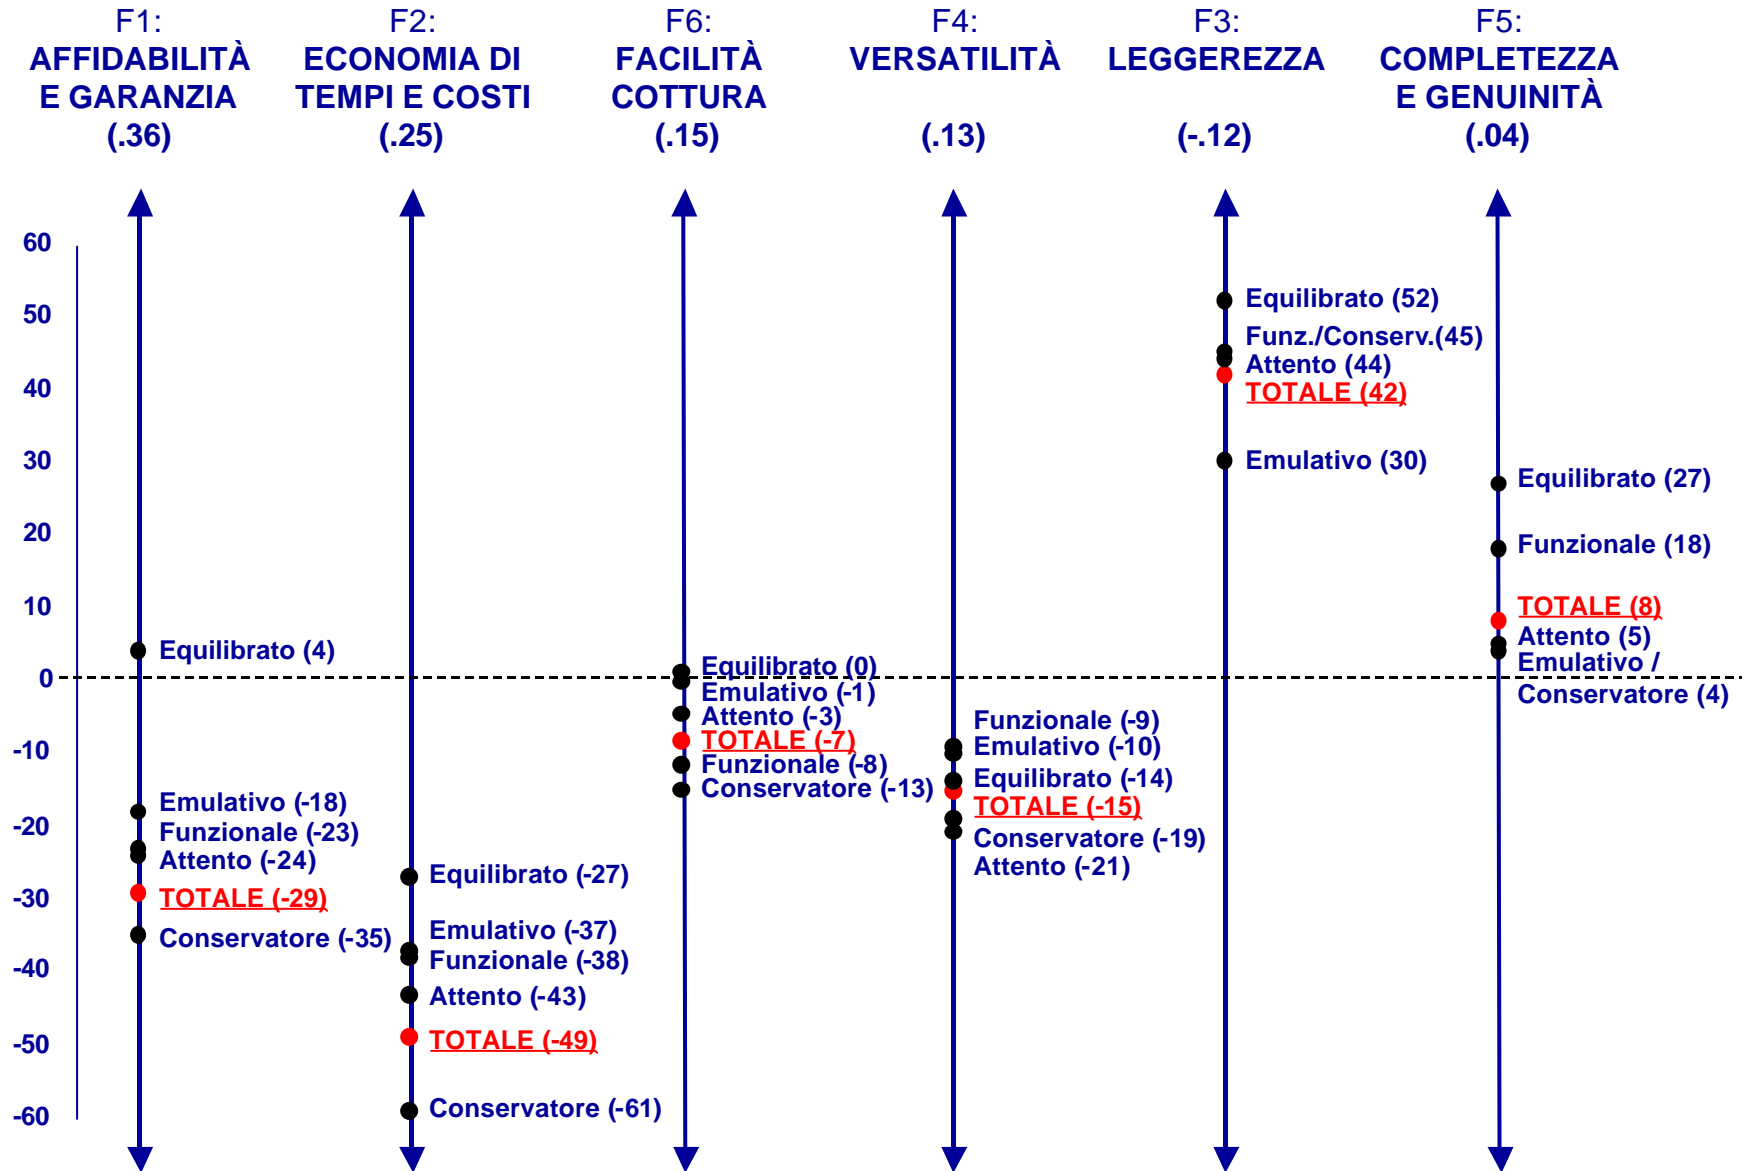 F1:
AFFIDABILITÀ
E GARANZIA
(.36)
F2:
ECONOMIA DI
TEMPI E COSTI
(.25)
F6:
FACILITÀ
COTTURA
(.15)
F4:
VERSATILITÀ
(.13)
F3:
LEGGEREZZA
(-.12)
F5:
COMPLETEZZA
E GENUINITÀ
(.04)
60
50
40
30
20
10
0
-10
-20
-30
-40
-50
-60
Equilibrato (4)
Emulativo (-18)
Funzionale (-23)
Attento (-24)
TOTALE (-29)
Conservatore (-35)
Equilibrato (-27)
Emulativo (-37)
Funzionale (-38)
Attento (-43)
TOTALE (-49)
Conservatore (-61)
Equilibrato (0)
Emulativo (-1)
Attento (-3)
TOTALE (-7)
Funzionale (-8)
Conservatore (-13)
Funzionale (-9)
Emulativo (-10)
Equilibrato (-14)
TOTALE (-15)
Conservatore (-19)
Attento (-21)
Equilibrato (52)
Funz./Conserv.(45)
Attento (44)
TOTALE (42)
Emulativo (30)
Equilibrato (27)
Funzionale (18)
TOTALE (8)
Attento (5)
Emulativo /
Conservatore (4)